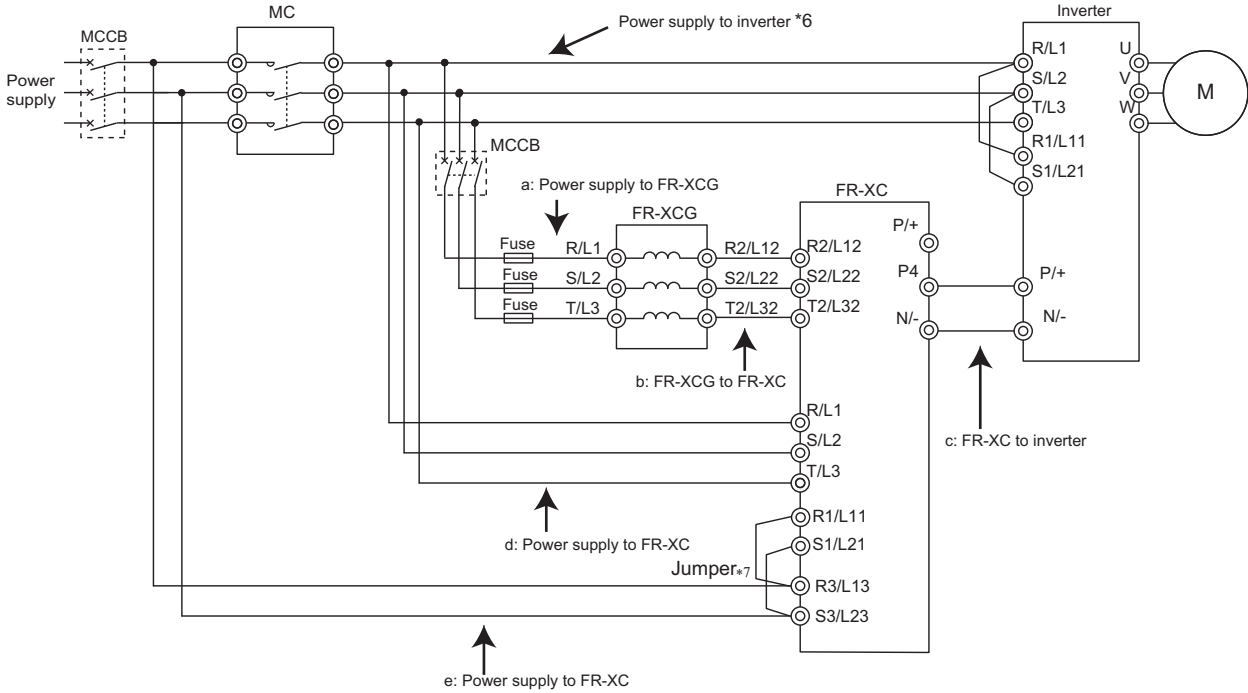 MC
Power supply to inverter *6
Inverter
MCCB
Power
supply
R/L1
S/L2
T/L3
R1/L11
S1/L21
U
V
W
M
MCCB
a: Power supply to FR-XCG
FR-XCG
FR-XC
Fuse
R/L1
R2/L12
R2/L12
P/+
Fuse
S/L2
S2/L22
S2/L22
P4
P/+
Fuse
T/L3
T2/L32
T2/L32
N/-
N/-
b: FR-XCG to FR-XC
c: FR-XC to inverter
R/L1
S/L2
T/L3
d: Power supply to FR-XC
R1/L11
S1/L21
Jumper*7
R3/L13
S3/L23
e: Power supply to FR-XC